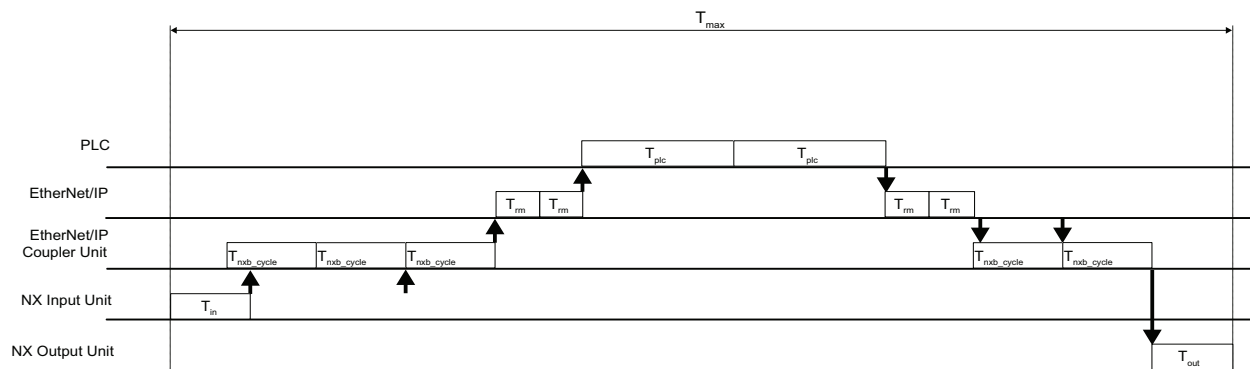 Tmax
PLC
Tplc
Tplc
EtherNet/IP
Trm
Trm
Trm
Trm
EtherNet/IP
Coupler Unit
Tnxb_cycle
Tnxb_cycle
Tnxb_cycle
Tnxb_cycle
Tnxb_cycle
NX Input Unit
Tin
NX Output Unit
Tout